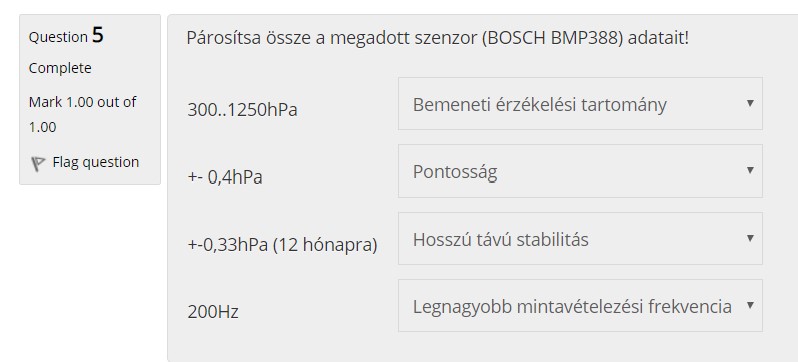 Question 5
Complete
Mark 1.00 out of
1.00
Flag question
Párosítsa össze a megadott szenzor (BOSCH BMP388) adatait!
300..1250hPa
Bemeneti érzékelési tartomány
+- 0,4hPa
Pontosság
+-0,33hPa (12 hónapra)
Hosszú távú stabilitás
200Hz
Legnagyobb mintavételezési frekvencia